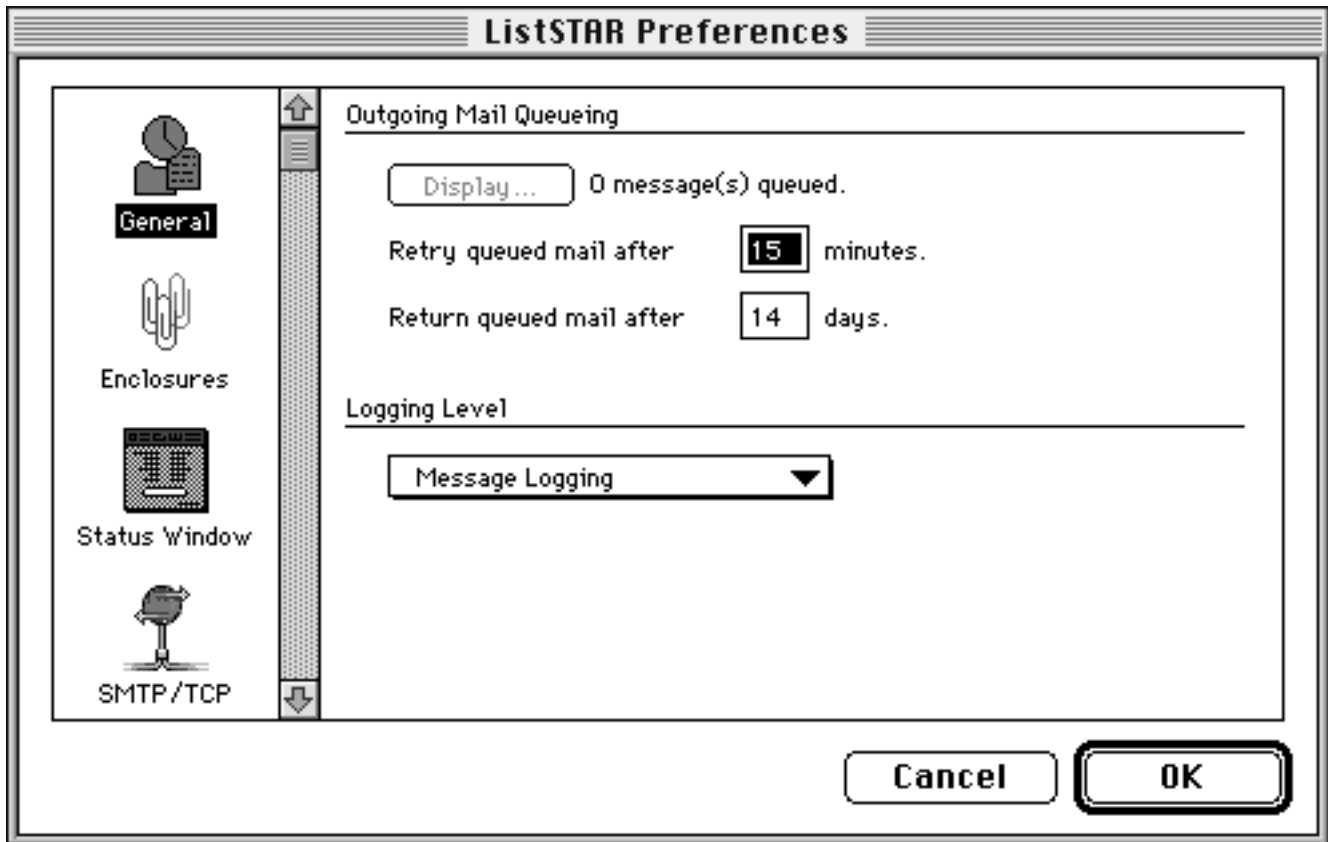 ListSTAR Preferences
General
Enclosures
Status Window
SMTP/TCP
Outgoing Mail Queueing
Display... 0 message(s) queued.
Retry queued mail after 15 minutes.
Return queued mail after 14 days.
Logging Level
Message Logging
Cancel OK